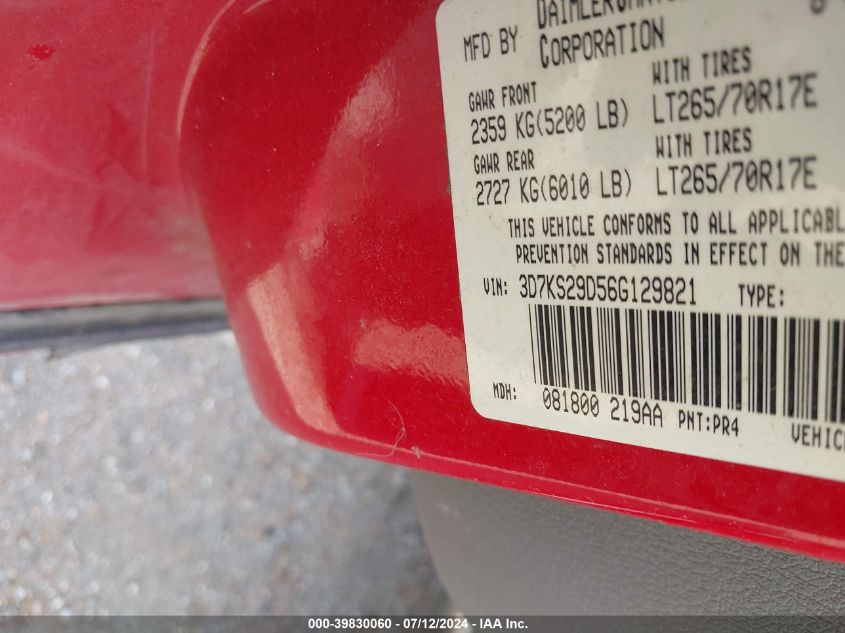 MFD BY
CORPORATION
GAWR FRONT WITH TIRES
2359 KG(5200 LB) LT265/70R17E
GAWR REAR WITH TIRES
2727 KG(6010 LB) LT265/70R17E
THIS VEHICLE CONFORMS TO ALL
PREVENTION STANDARDS IN EFFECT ON THE
VIN: 3D7KS29D56G129821 TYPE:
MDH: 081800 219AA PNT:PR4
000-39830060 - 07/12/2024 - IAA Inc.